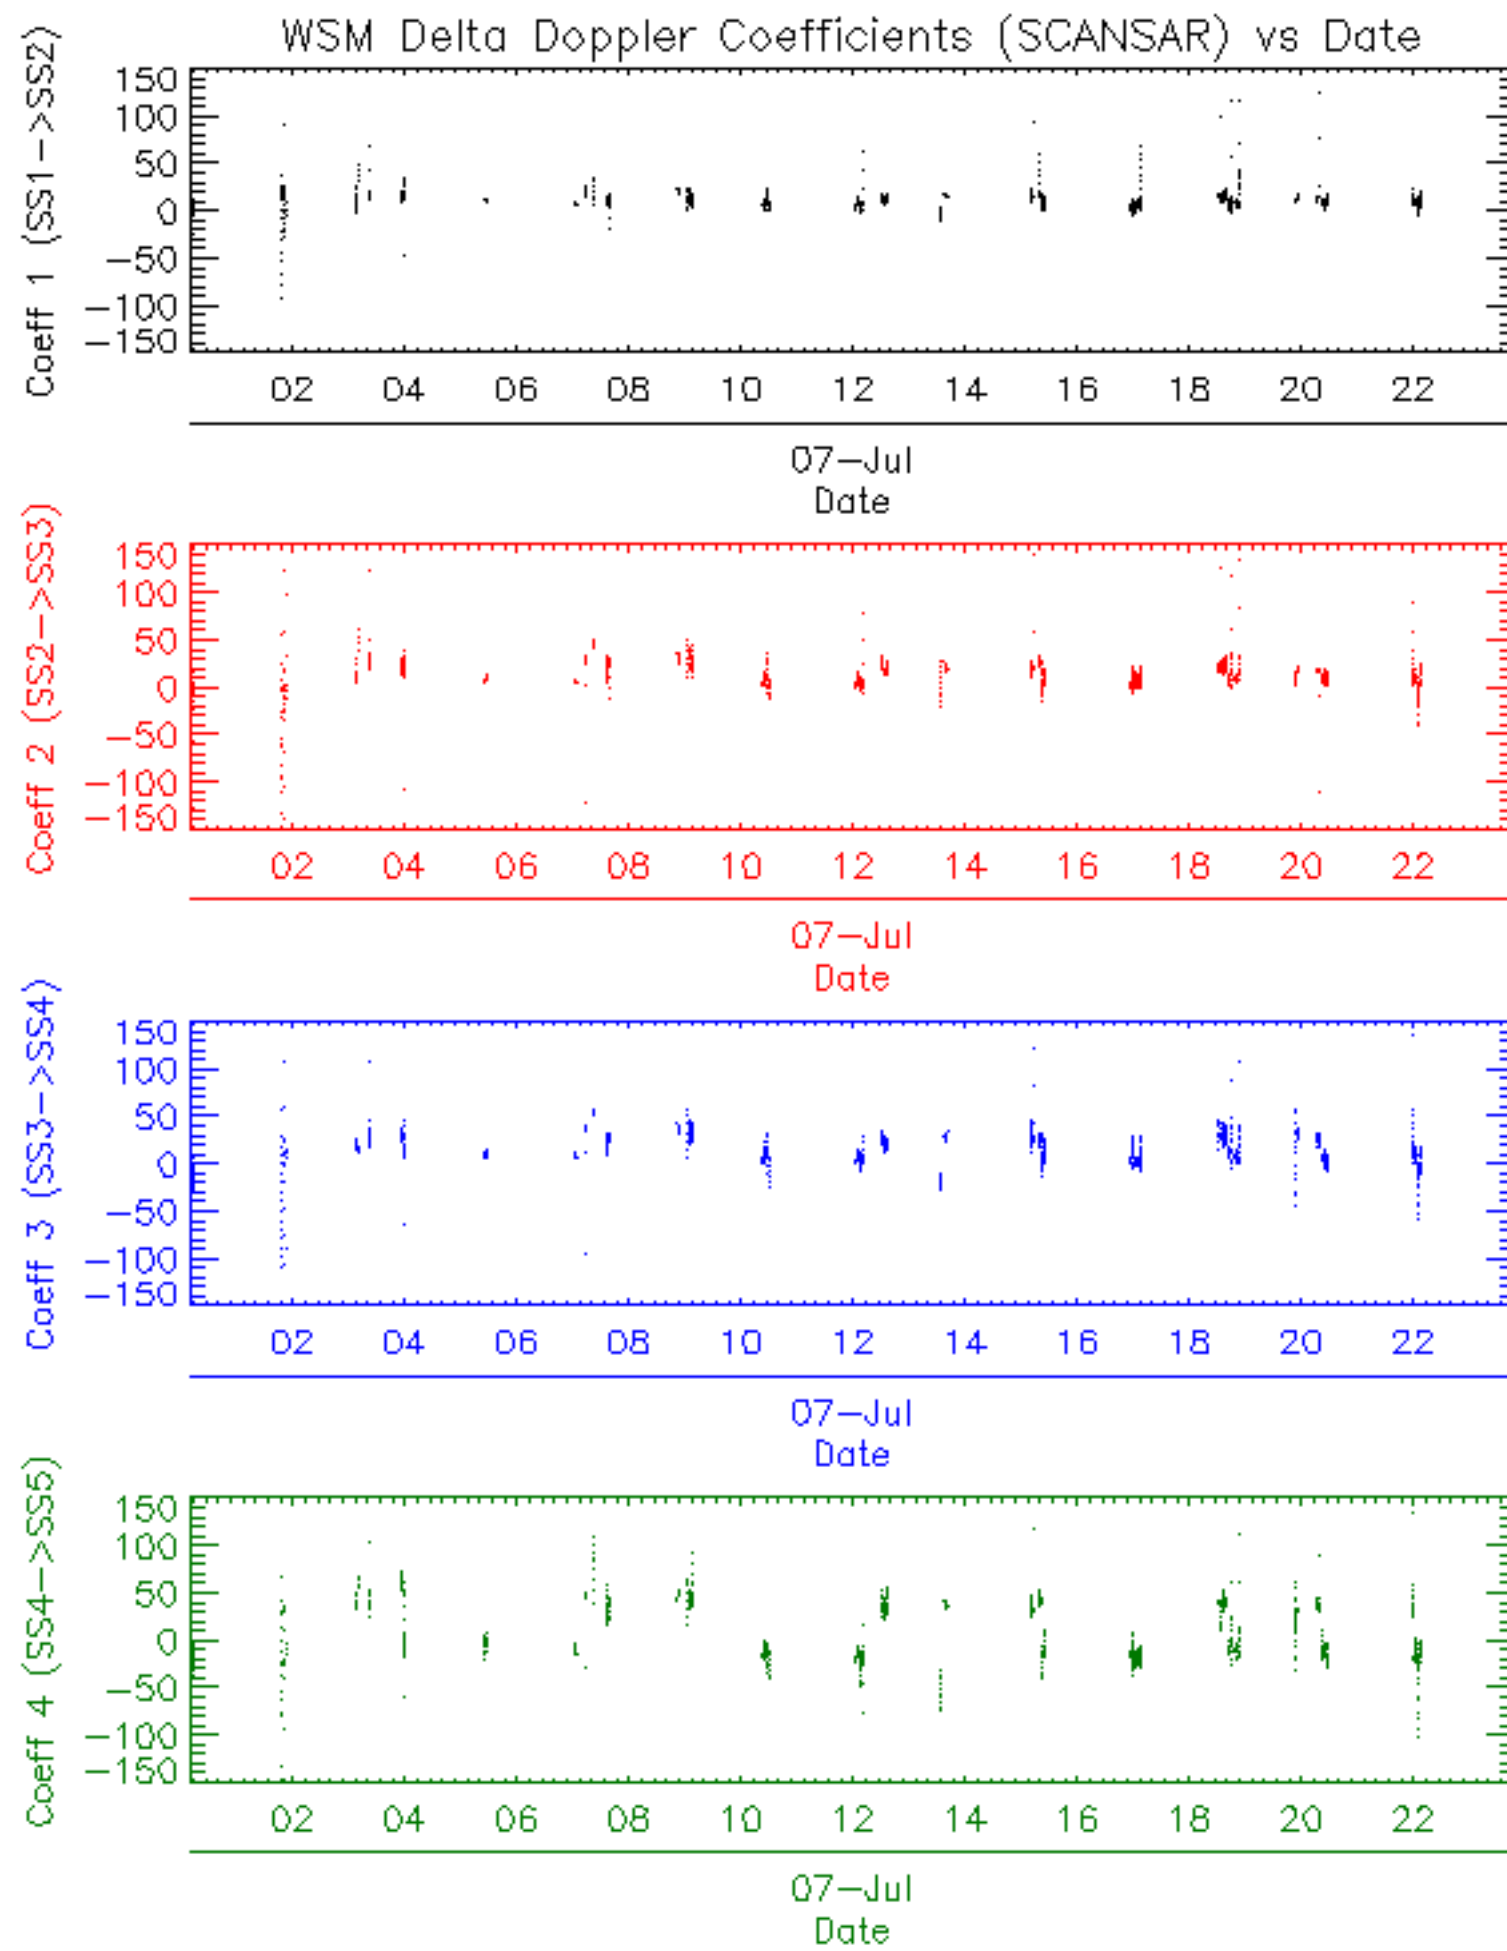 WSM Delta Doppler Coefficients (SCANSAR) vs Date
Coeff 1 (SS1->SS2)
150
100
50
0
-50
-100
-150
02 04 06 08 10 12 14 16 18 20 22
07-Jul
Date
Coeff 2 (SS2->SS3)
150
100
50
0
-50
-100
-150
02 04 06 08 10 12 14 16 18 20 22
07-Jul
Date
Coeff 3 (SS3->SS4)
150
100
50
0
-50
-100
-150
02 04 06 08 10 12 14 16 18 20 22
07-Jul
Date
Coeff 4 (SS4->SS5)
150
100
50
0
-50
-100
-150
02 04 06 08 10 12 14 16 18 20 22
07-Jul
Date